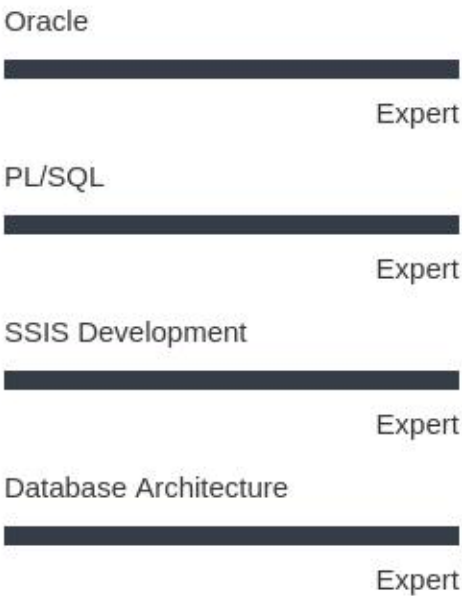 Oracle
Expert
PL/SQL
Expert
SSIS Development
Expert
Database Architecture
Expert